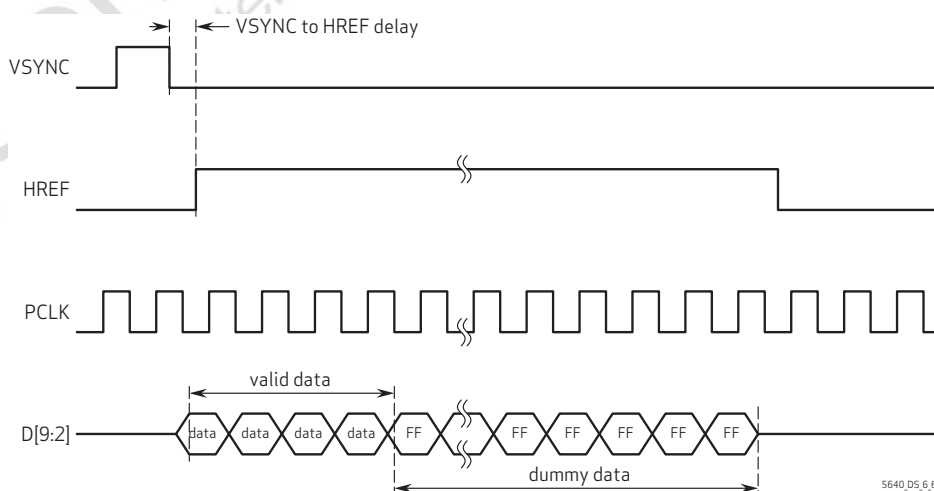 VSYNC to HREF delay
VSYNC
HREF
PCLK
valid data
D[9:2] data data data data FF FF FF FF FF FF
dummy data